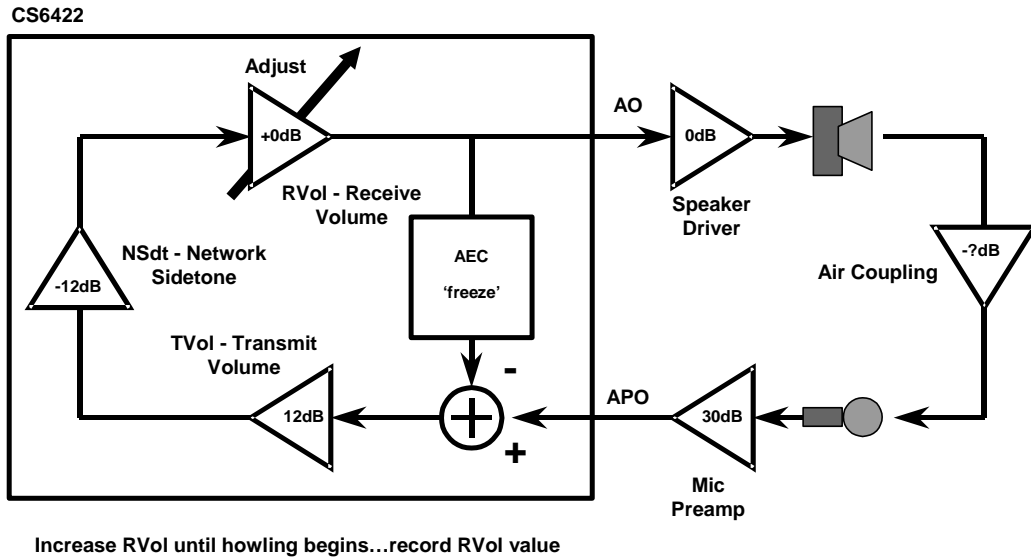 CS6422
Adjust
+0dB
AO
0dB
RVol - Receive
Volume
Speaker
Driver
NSdt - Network
Sidetone
-12dB
AEC
'freeze'
-?dB
Air Coupling
TVol - Transmit
Volume
-
12dB
+
APO
30dB
Mic
Preamp
Increase RVol until howling begins...record RVol value